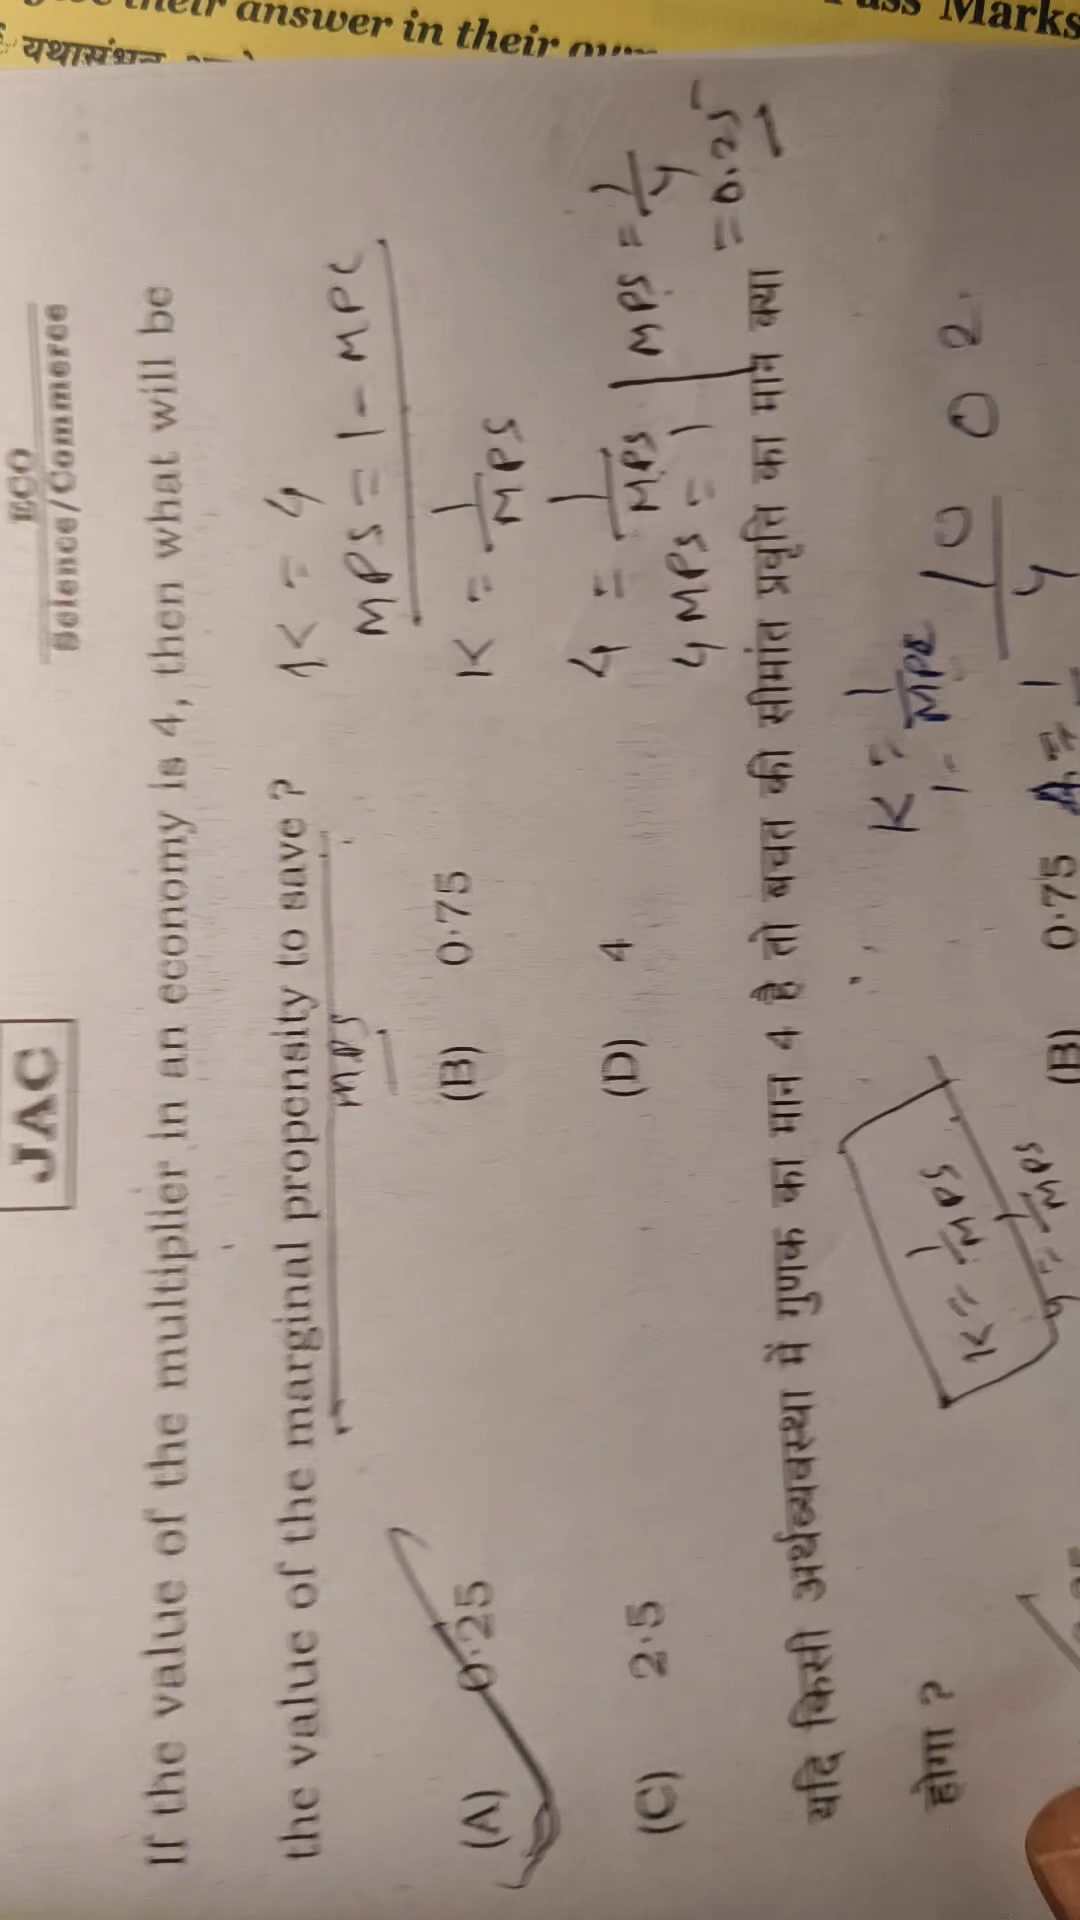 their answer in their
Marks
यथासंभव
JAC
ECO
Science/Commerce
If the value of the multiplier in an economy is 4, then what will be
the value of the marginal propensity to save ?
MPS
K = 4
MPS = 1 - MPC
(A) 0·25
(B) 0·75
K = 1/MPS
(C) 2·5
(D) 4
4 = 1/MPS
4 MPS = 1
MPS = 1/4
= 0.25
यदि किसी अर्थव्यवस्था में गुणक का मान 4 है तो बचत की सीमांत प्रवृत्ति का मान क्या
होगा ?
K = 1/MPS
K = 1/1-MPC
10/4
0 2.
4 = 1/MPS
(B) 0·75